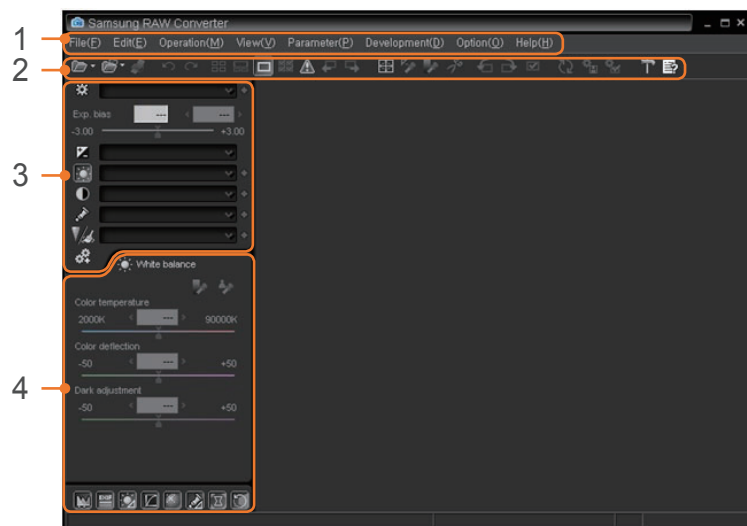 Samsung RAW Converter
1
File(F) Edit(E) Operation(M) View(V) Parameter(P) Development(D) Option(O) Help(H)
2
3
Exp. bias --- ---
-3.00 +3.00
4
White balance
Color temperature
2000K --- 90000K
Color deflection
-50 --- +50
Dark adjustment
-50 --- +50
EXIF